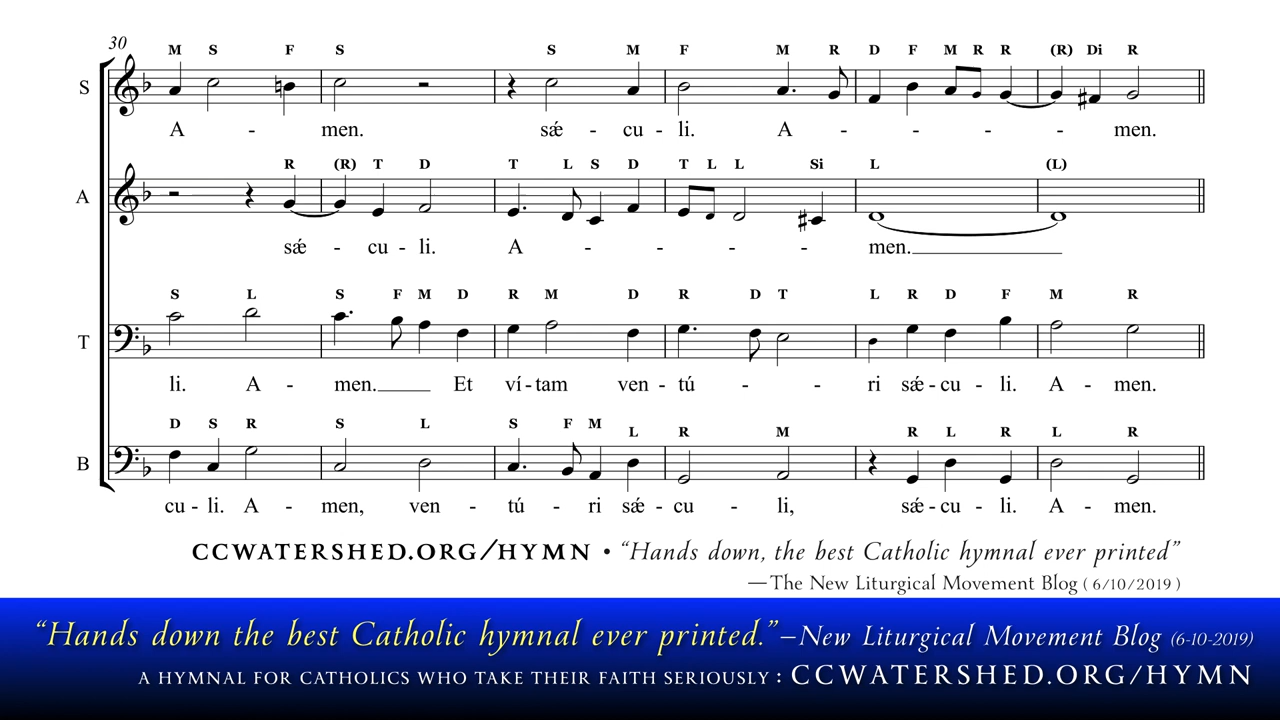 30
M S F S S M F M R D F M R R (R) Di R
S
A - men. sǽ - cu - li. A - - - - - men.
R (R) T D T L S D T L L Si L (L)
A
sǽ - cu - li. A - - - - men.
S L S F M D R M D R D T L R D F M R
T
li. A - men. Et ví - tam ven - tú - - ri sǽ - cu - li. A - men.
D S R S L S F M L R M R L R L R
B
cu - li. A - men, ven - tú - ri sǽ - cu - li, sǽ - cu - li. A - men.
CCWATERSHED.ORG/HYMN • “Hands down, the best Catholic hymnal ever printed”
—The New Liturgical Movement Blog ( 6/10/2019 )
“Hands down the best Catholic hymnal ever printed.” –New Liturgical Movement Blog (6-10-2019)
A HYMNAL FOR CATHOLICS WHO TAKE THEIR FAITH SERIOUSLY : CCWATERSHED.ORG/HYMN